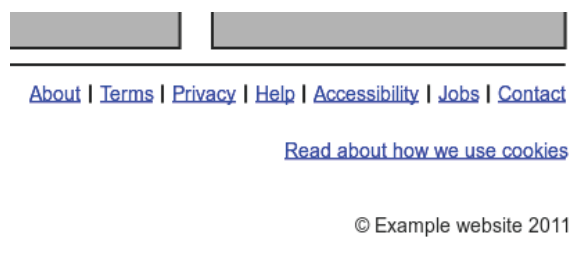 About | Terms | Privacy | Help | Accessibility | Jobs | Contact
Read about how we use cookies
© Example website 2011